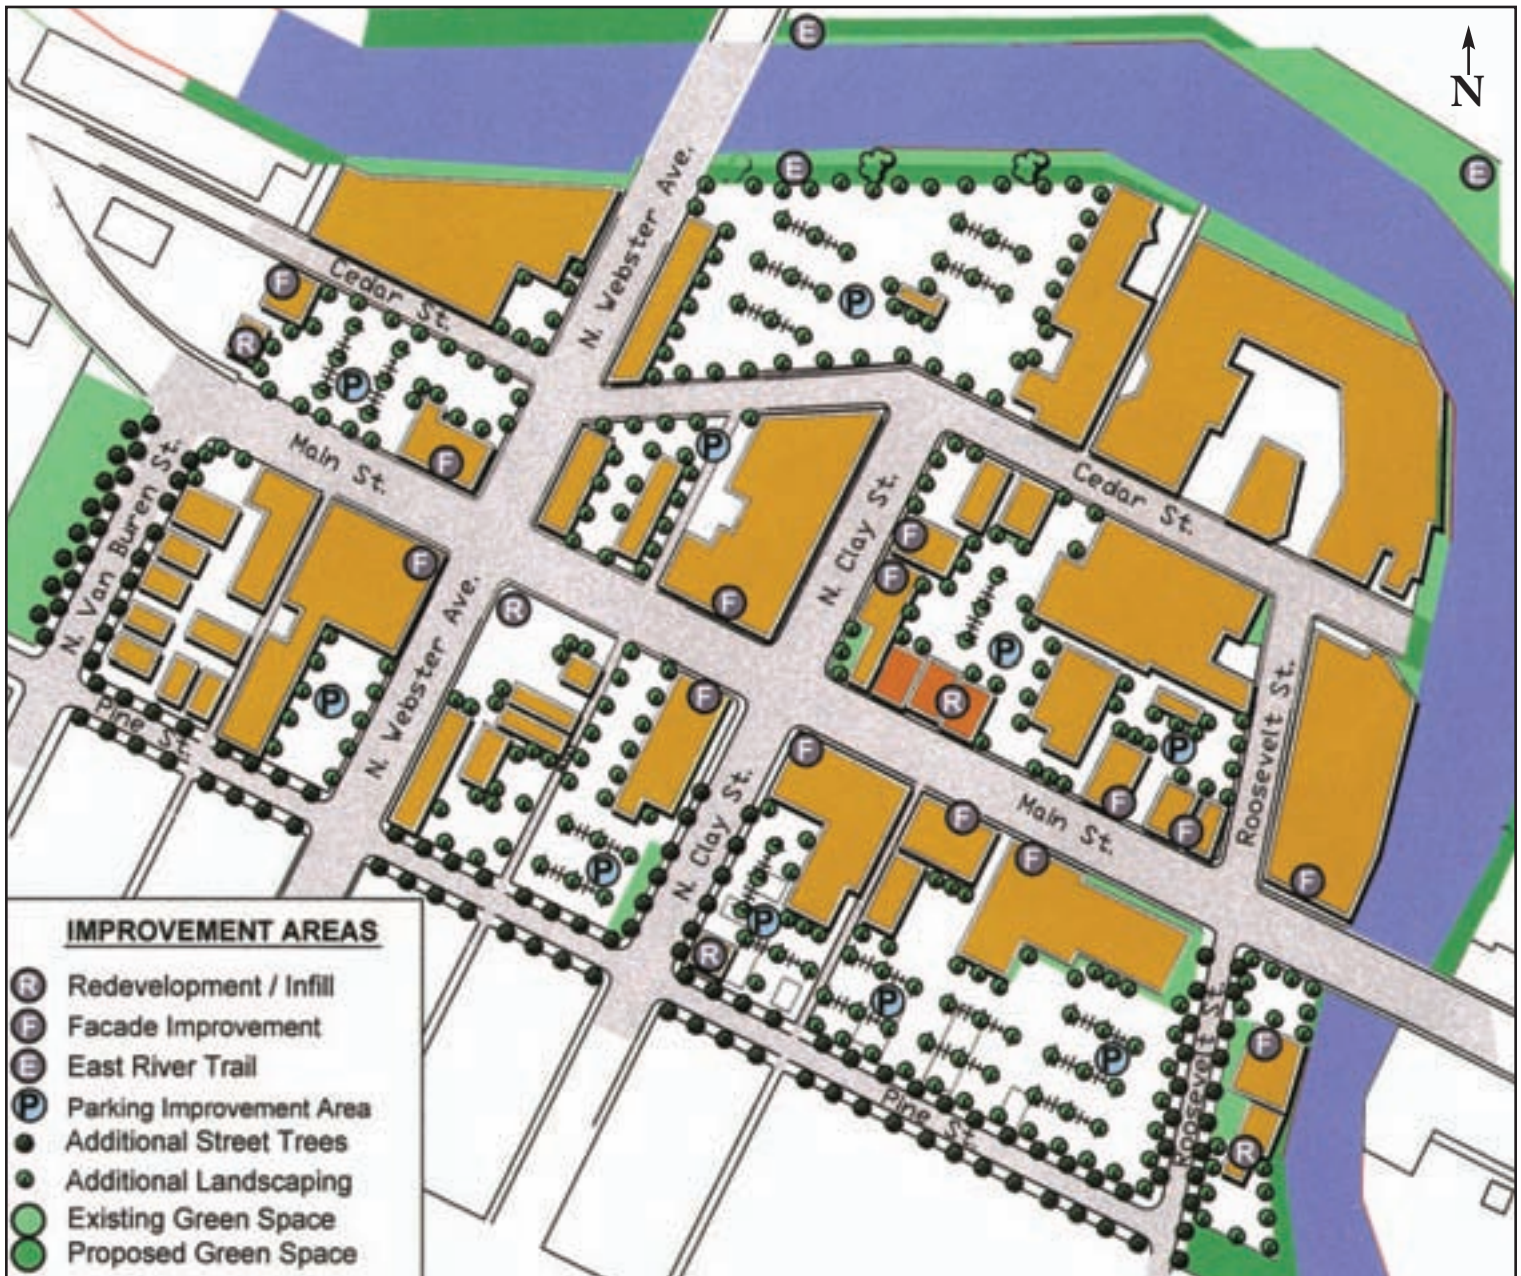 E
N
E
E
N. Webster Ave.
Cedar St.
F
R
P
P
Main St.
F
P
N. Van Buren St.
F
N. Webster Ave.
R
F
N. Clay St.
F
F
Cedar St.
P
R
P
F
F
Roosevelt St.
F
Pine St.
P
F
P
N. Clay St.
F
F
F
Main St.
P
R
P
P
Pine St.
Roosevelt St.
F
R
IMPROVEMENT AREAS
R Redevelopment / Infill
F Facade Improvement
E East River Trail
P Parking Improvement Area
Additional Street Trees
Additional Landscaping
Existing Green Space
Proposed Green Space